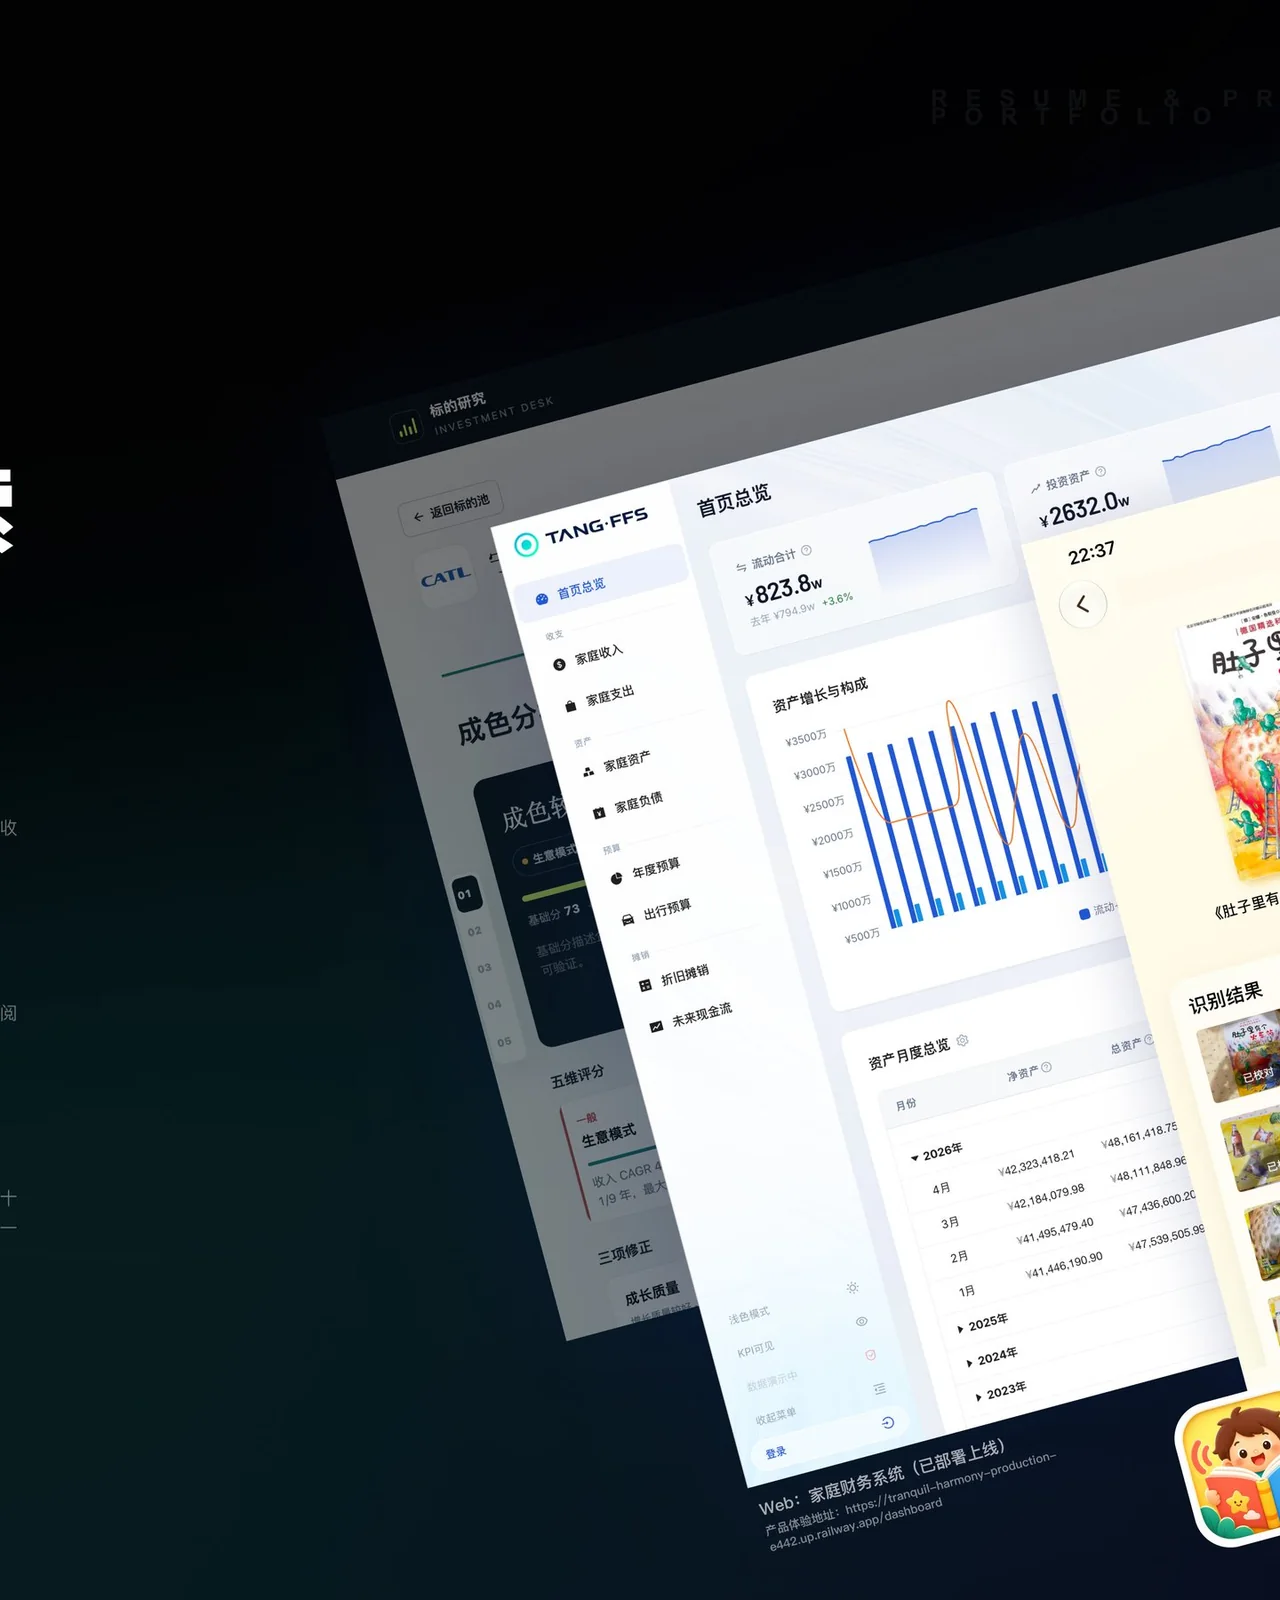 RESUME & PR
PORTFOLIO
收
阅
十
一
标的研究
INVESTMENT DESK
← 返回标的池
CATL
成色分
成色较
生意模式
基础分 73
基础分描述
可验证。
01
02
03
04
05
五维评分
一般
生意模式
收入 CAGR 4
1/9 年，最大
三项修正
成长质量
TANG·FFS
首页总览
收支
家庭收入
家庭支出
资产
家庭资产
家庭负债
预算
年度预算
出行预算
摊销
折旧摊销
未来现金流
浅色模式
KPI可见
数据演示中
收起菜单
登录
首页总览
流动合计
¥823.8w
去年 ¥794.9w +3.6%
投资资产
¥2632.0w
资产增长与构成
¥3500万
¥3000万
¥2500万
¥2000万
¥1500万
¥1000万
¥500万
流动
资产月度总览
月份 净资产 总资产
2026年
4月 ¥42,323,418.21 ¥48,161,418.75
3月 ¥42,184,079.98 ¥48,111,848.96
2月 ¥41,495,479.40 ¥47,436,600.20
1月 ¥41,446,190.90 ¥47,539,505.99
2025年
2024年
2023年
22:37
德国精选科
肚子里
《肚子里有
识别结果
已校对
Web：家庭财务系统（已部署上线）
产品体验地址：https://tranquil-harmony-production-
e442.up.railway.app/dashboard